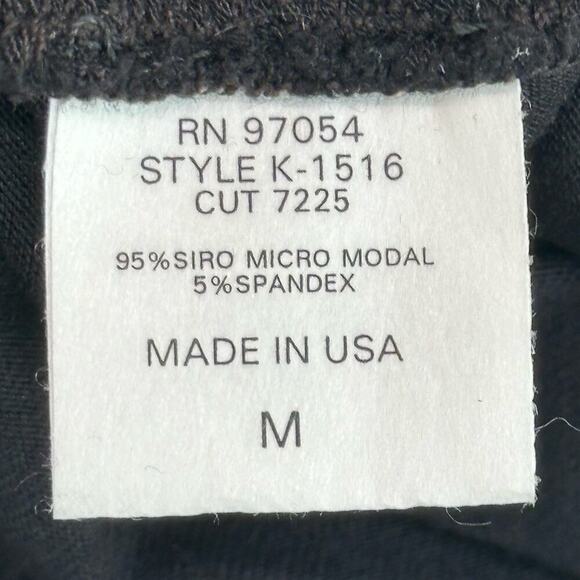 RN 97054
STYLE K-1516
CUT 7225
95%SIRO MICRO MODAL
5%SPANDEX
MADE IN USA
M